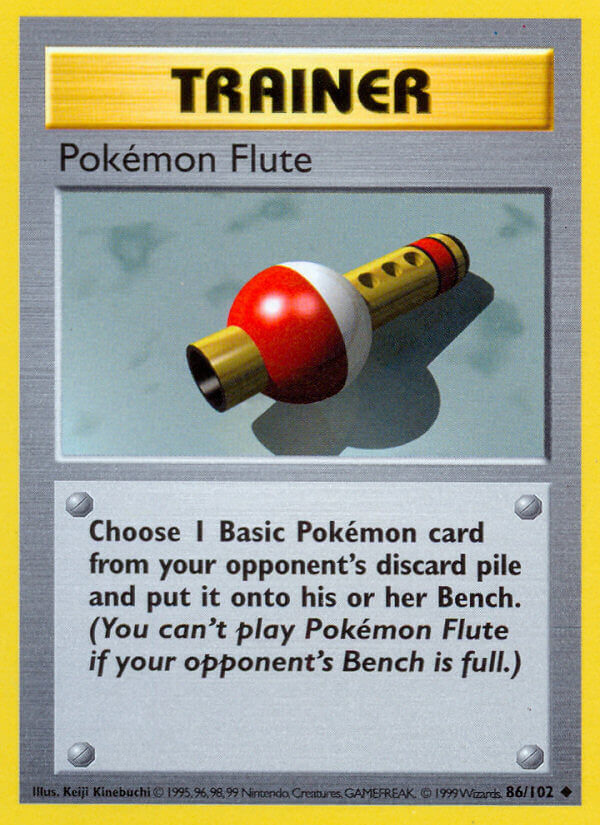 TRAINER
Pokémon Flute
Choose 1 Basic Pokémon card
from your opponent's discard pile
and put it onto his or her Bench.
(You can't play Pokémon Flute
if your opponent's Bench is full.)
Illus. Keiji Kinebuchi © 1995, 96, 98, 99 Nintendo, Creatures, GAMEFREAK. © 1999 Wizards. 86/102 ◆